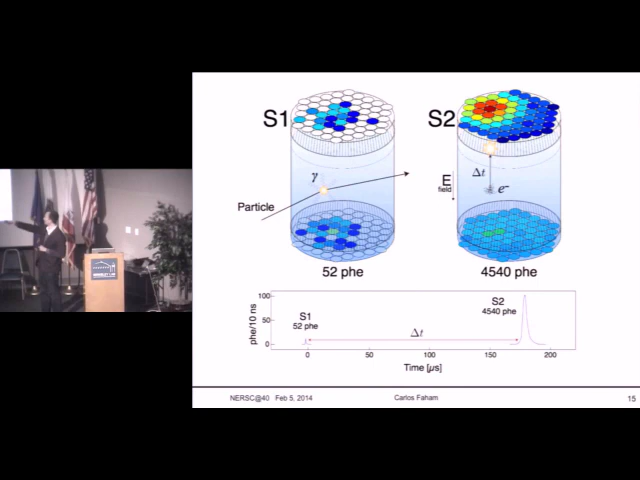 S1
S2
γ
Δt
E
field
e-
Particle
52 phe
4540 phe
phe/10 ns
100
50
0
S1
52 phe
S2
4540 phe
Δt
0
50
100
150
200
Time [µs]
NERSC@40 Feb 5, 2014
Carlos Faham
15